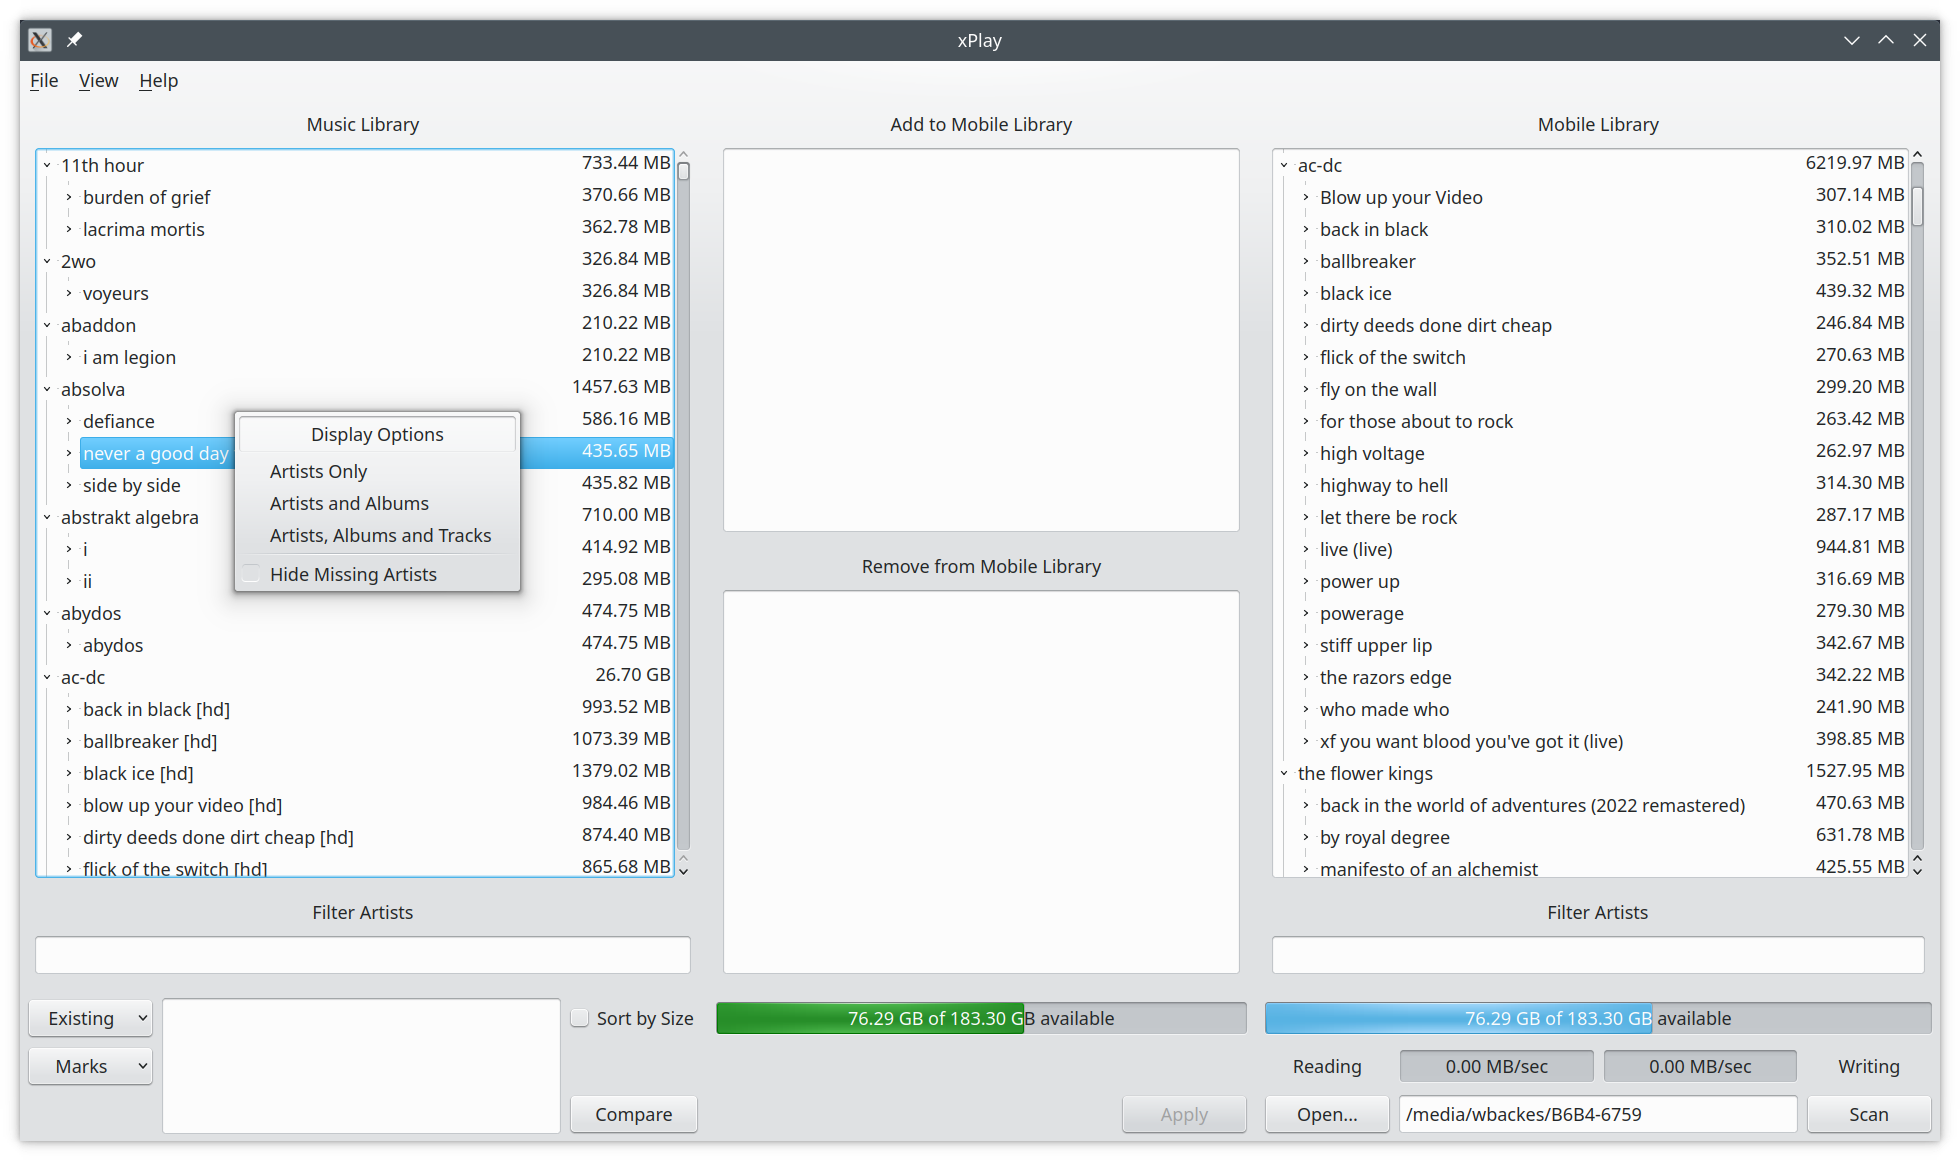 xPlay
File View Help
Music Library
11th hour 733.44 MB
burden of grief 370.66 MB
lacrima mortis 362.78 MB
2wo 326.84 MB
voyeurs 326.84 MB
abaddon 210.22 MB
i am legion 210.22 MB
absolva 1457.63 MB
defiance 586.16 MB
never a good day 435.65 MB
side by side 435.82 MB
abstrakt algebra 710.00 MB
i 414.92 MB
ii 295.08 MB
abydos 474.75 MB
abydos 474.75 MB
ac-dc 26.70 GB
back in black [hd] 993.52 MB
ballbreaker [hd] 1073.39 MB
black ice [hd] 1379.02 MB
blow up your video [hd] 984.46 MB
dirty deeds done dirt cheap [hd] 874.40 MB
flick of the switch [hd] 865.68 MB
Display Options
Artists Only
Artists and Albums
Artists, Albums and Tracks
Hide Missing Artists
Filter Artists
Existing
Marks
Sort by Size
Compare
Add to Mobile Library
Remove from Mobile Library
76.29 GB of 183.30 GB available
Apply
Mobile Library
ac-dc 6219.97 MB
Blow up your Video 307.14 MB
back in black 310.02 MB
ballbreaker 352.51 MB
black ice 439.32 MB
dirty deeds done dirt cheap 246.84 MB
flick of the switch 270.63 MB
fly on the wall 299.20 MB
for those about to rock 263.42 MB
high voltage 262.97 MB
highway to hell 314.30 MB
let there be rock 287.17 MB
live (live) 944.81 MB
power up 316.69 MB
powerage 279.30 MB
stiff upper lip 342.67 MB
the razors edge 342.22 MB
who made who 241.90 MB
xf you want blood you've got it (live) 398.85 MB
the flower kings 1527.95 MB
back in the world of adventures (2022 remastered) 470.63 MB
by royal degree 631.78 MB
manifesto of an alchemist 425.55 MB
Filter Artists
76.29 GB of 183.30 GB available
Reading 0.00 MB/sec 0.00 MB/sec Writing
Open... /media/wbackes/B6B4-6759 Scan